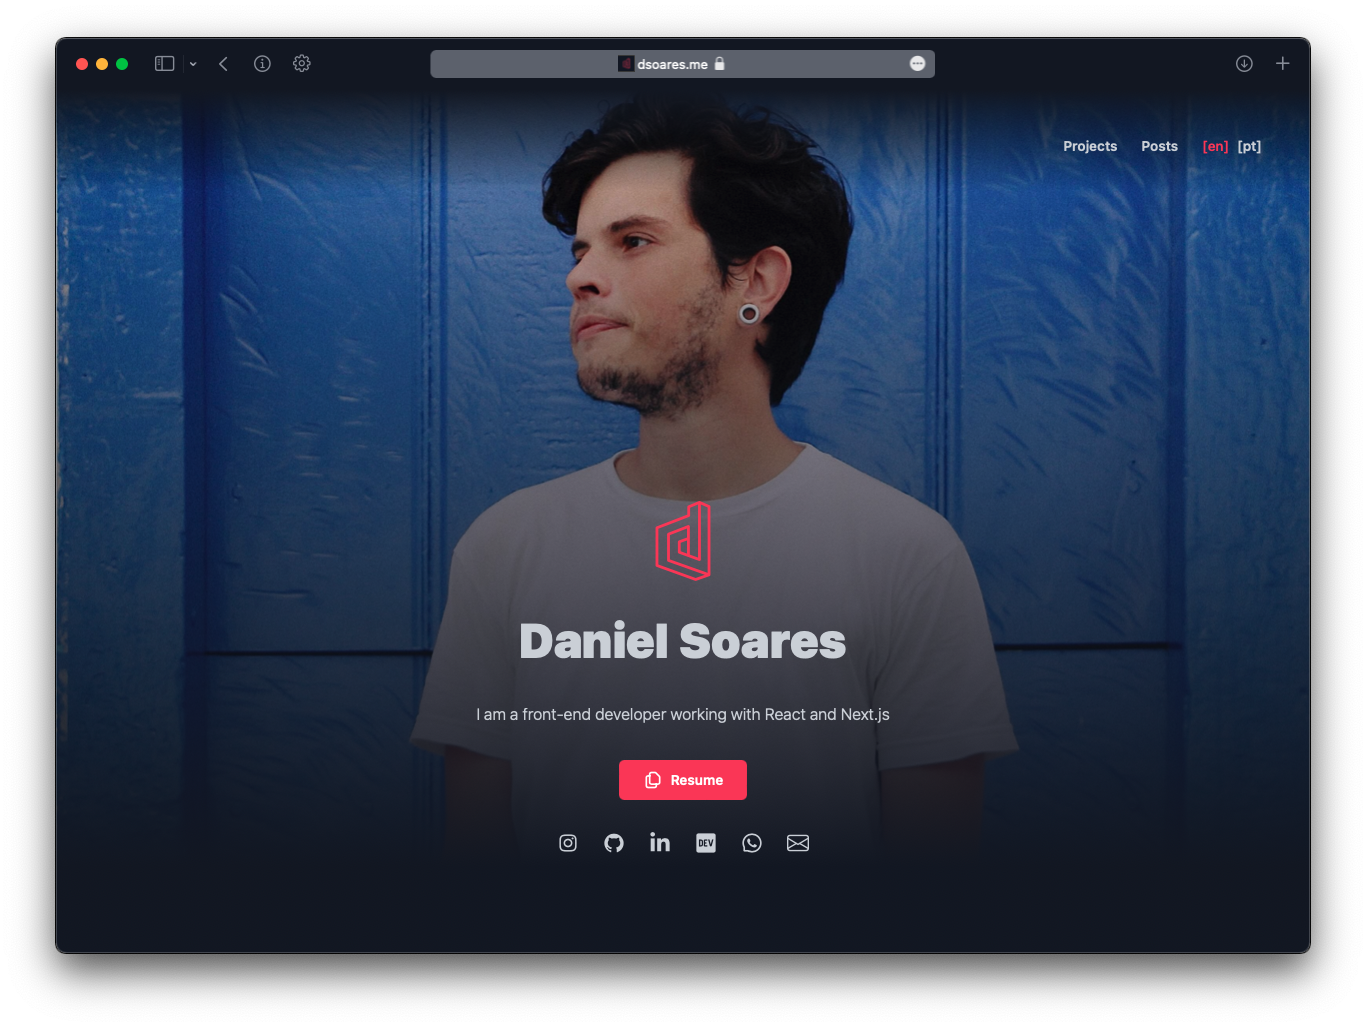 dsoares.me
Projects Posts [en] [pt]
Daniel Soares
I am a front-end developer working with React and Next.js
Resume
in DEV